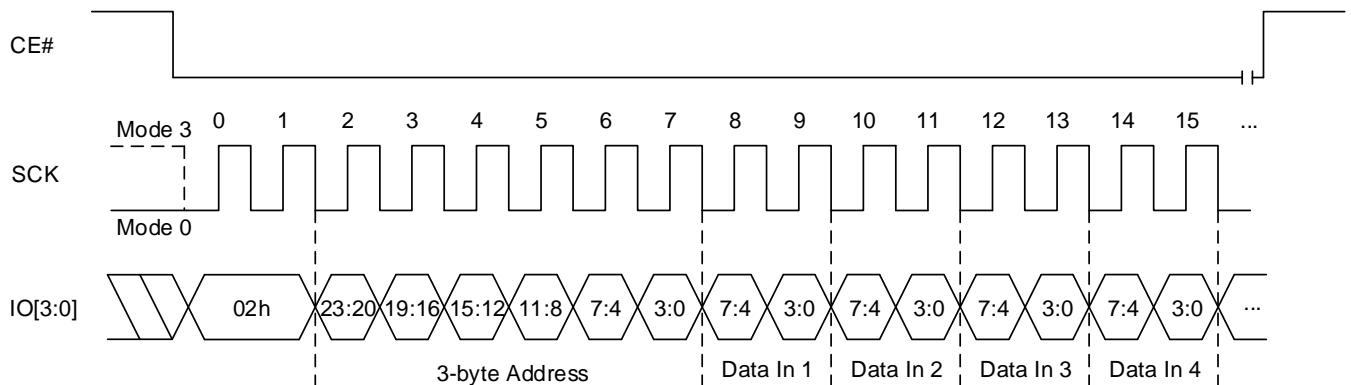 CE#
Mode 3 0 1 2 3 4 5 6 7 8 9 10 11 12 13 14 15 ...
SCK
Mode 0
IO[3:0] 02h 23:20 19:16 15:12 11:8 7:4 3:0 7:4 3:0 7:4 3:0 7:4 3:0 7:4 3:0 ...
3-byte Address Data In 1 Data In 2 Data In 3 Data In 4